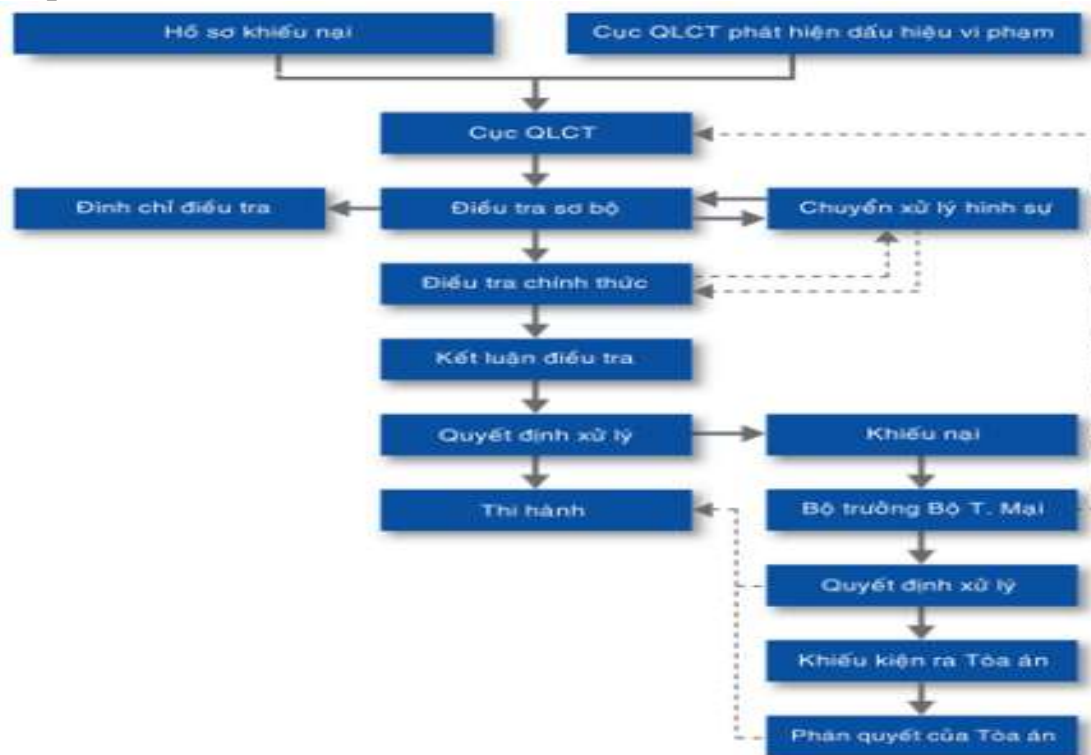 Hồ sơ khiếu nại
Cục QLCT phát hiện dấu hiệu vi phạm
Cục QLCT
Đình chỉ điều tra
Điều tra sơ bộ
Chuyển xử lý hình sự
Điều tra chính thức
Kết luận điều tra
Quyết định xử lý
Khiếu nại
Thi hành
Bộ trưởng Bộ T. Mại
Quyết định xử lý
Khiếu kiện ra Tòa án
Phán quyết của Tòa án